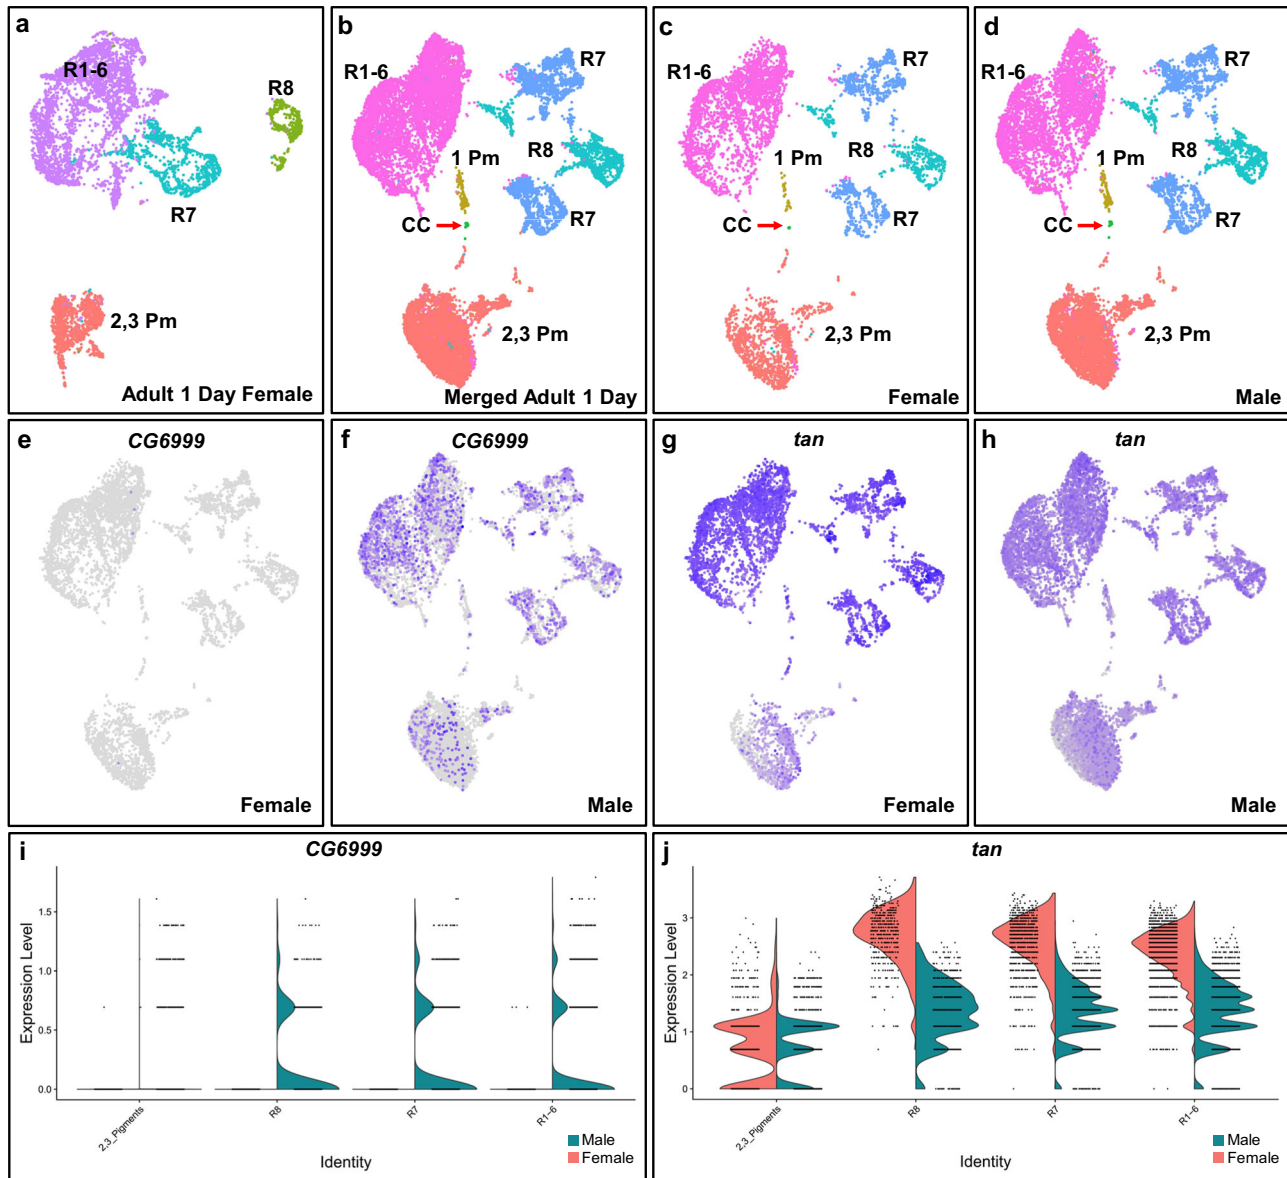 a
R1-6
R8
R7
2,3 Pm
Adult 1 Day Female
b
R1-6
R7
1 Pm
R8
CC
R7
2,3 Pm
Merged Adult 1 Day
c
R1-6
R7
1 Pm
R8
CC
R7
2,3 Pm
Female
d
R1-6
R7
1 Pm
R8
CC
R7
2,3 Pm
Male
e
CG6999
Female
f
CG6999
Male
g
tan
Female
h
tan
Male
i
CG6999
Expression Level
1.5
1.0
0.5
0.0
2,3_Pigments
R8
R7
R1-6
Identity
Male
Female
j
tan
Expression Level
3
2
1
0
2,3_Pigments
R8
R7
R1-6
Identity
Male
Female